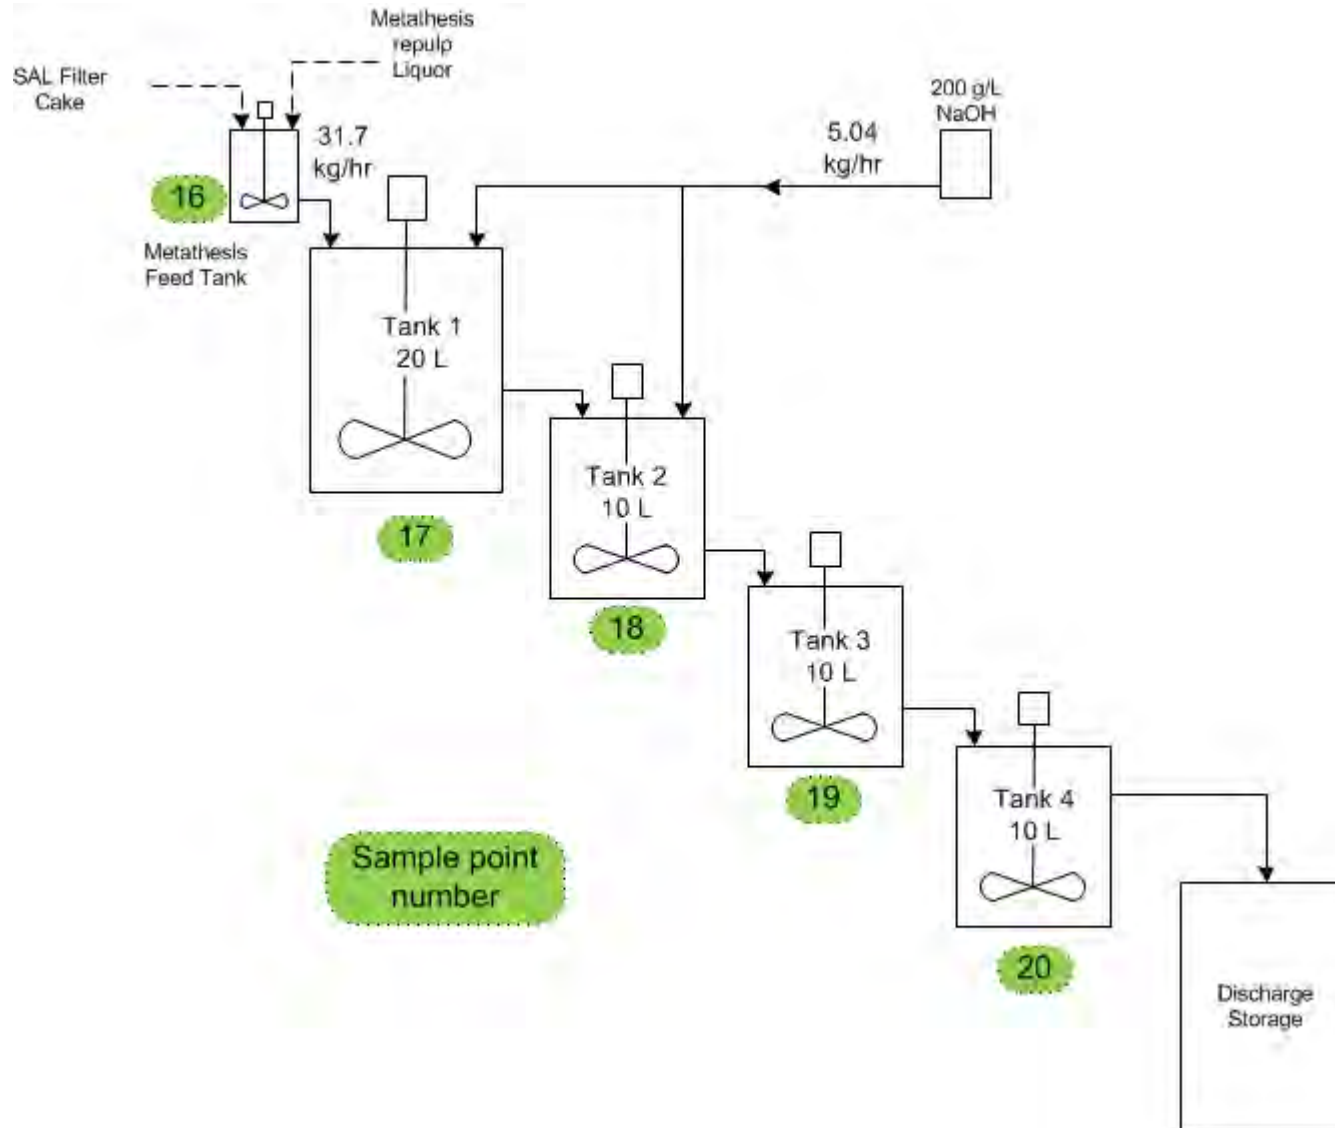 Metathesis
repulp
Liquor
SAL Filter
Cake
31.7
kg/hr
5.04
kg/hr
200 g/L
NaOH
16
Metathesis
Feed Tank
Tank 1
20 L
17
Tank 2
10 L
18
Tank 3
10 L
19
Tank 4
10 L
20
Sample point
number
Discharge
Storage